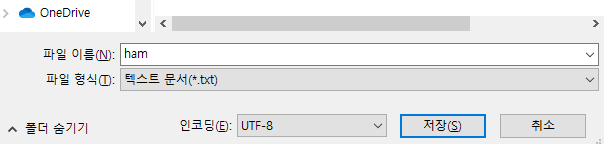 OneDrive
파일 이름(N): ham
파일 형식(T): 텍스트 문서(*.txt)
폴더 숨기기 인코딩(E): UTF-8 저장(S) 취소